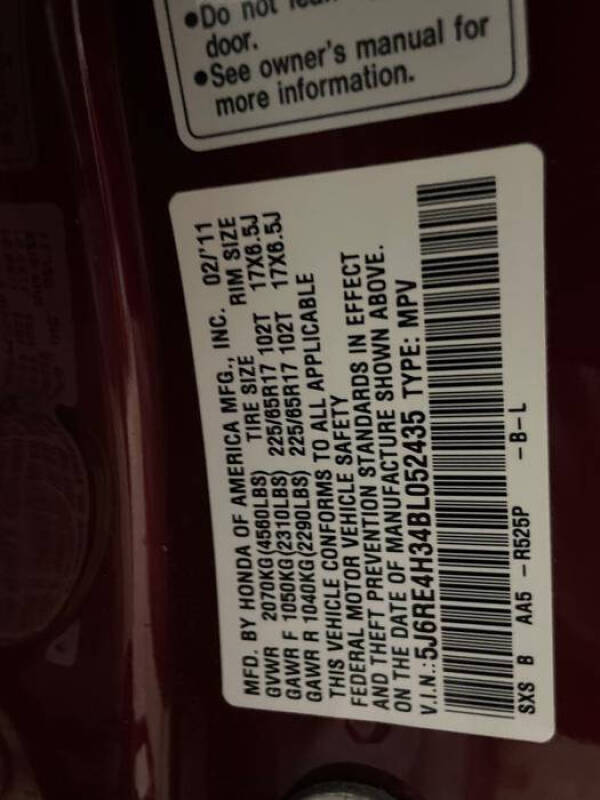 ●Do not
door.
●See owner's manual for
more information.
MFD. BY HONDA OF AMERICA MFG., INC. 02/'11
GVWR 2070KG(4560LBS) TIRE SIZE RIM SIZE
GAWR F 1050KG(2310LBS) 225/65R17 102T 17X6.5J
GAWR R 1040KG(2290LBS) 225/65R17 102T 17X6.5J
THIS VEHICLE CONFORMS TO ALL APPLICABLE
FEDERAL MOTOR VEHICLE SAFETY
AND THEFT PREVENTION STANDARDS IN EFFECT
ON THE DATE OF MANUFACTURE SHOWN ABOVE.
V.I.N.:5J6RE4H34BL052435 TYPE: MPV
SXS B AA5 -R525P -B-L